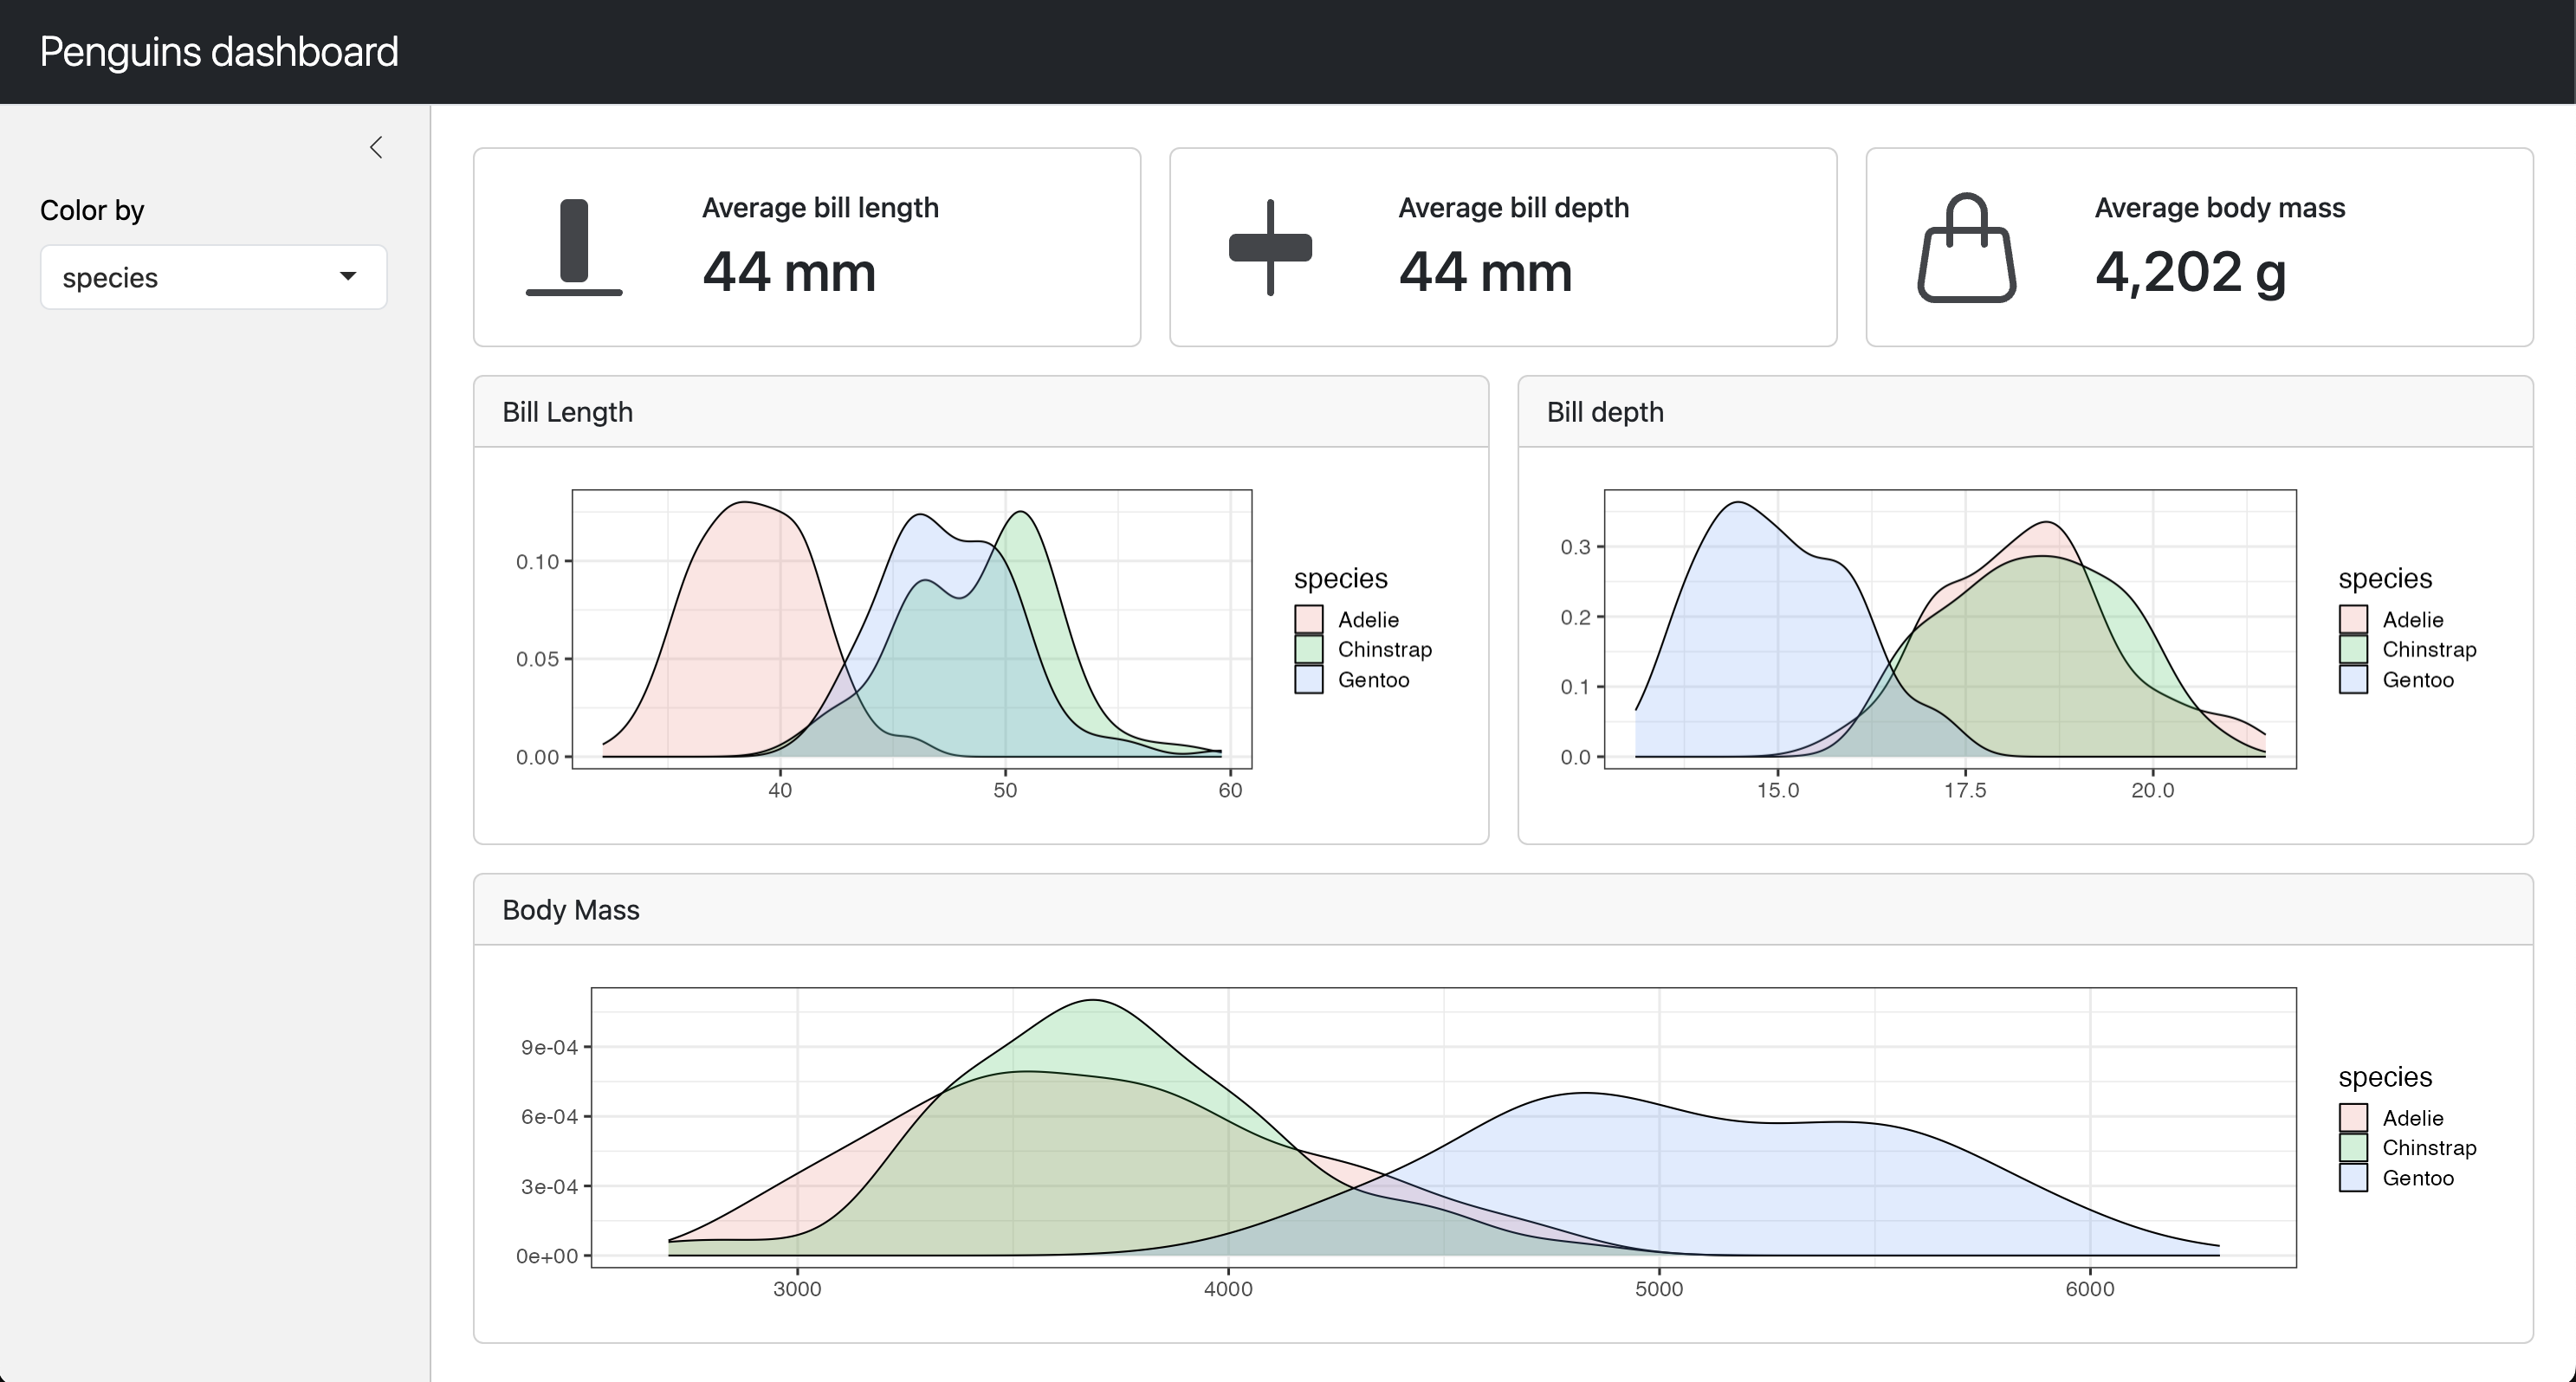 Penguins dashboard
Color by
species
Average bill length
44 mm
Average bill depth
44 mm
Average body mass
4,202 g
Bill Length
0.10
0.05
0.00
40 50 60
species
Adelie
Chinstrap
Gentoo
Bill depth
0.3
0.2
0.1
0.0
15.0 17.5 20.0
species
Adelie
Chinstrap
Gentoo
Body Mass
9e-04
6e-04
3e-04
0e+00
3000 4000 5000 6000
species
Adelie
Chinstrap
Gentoo